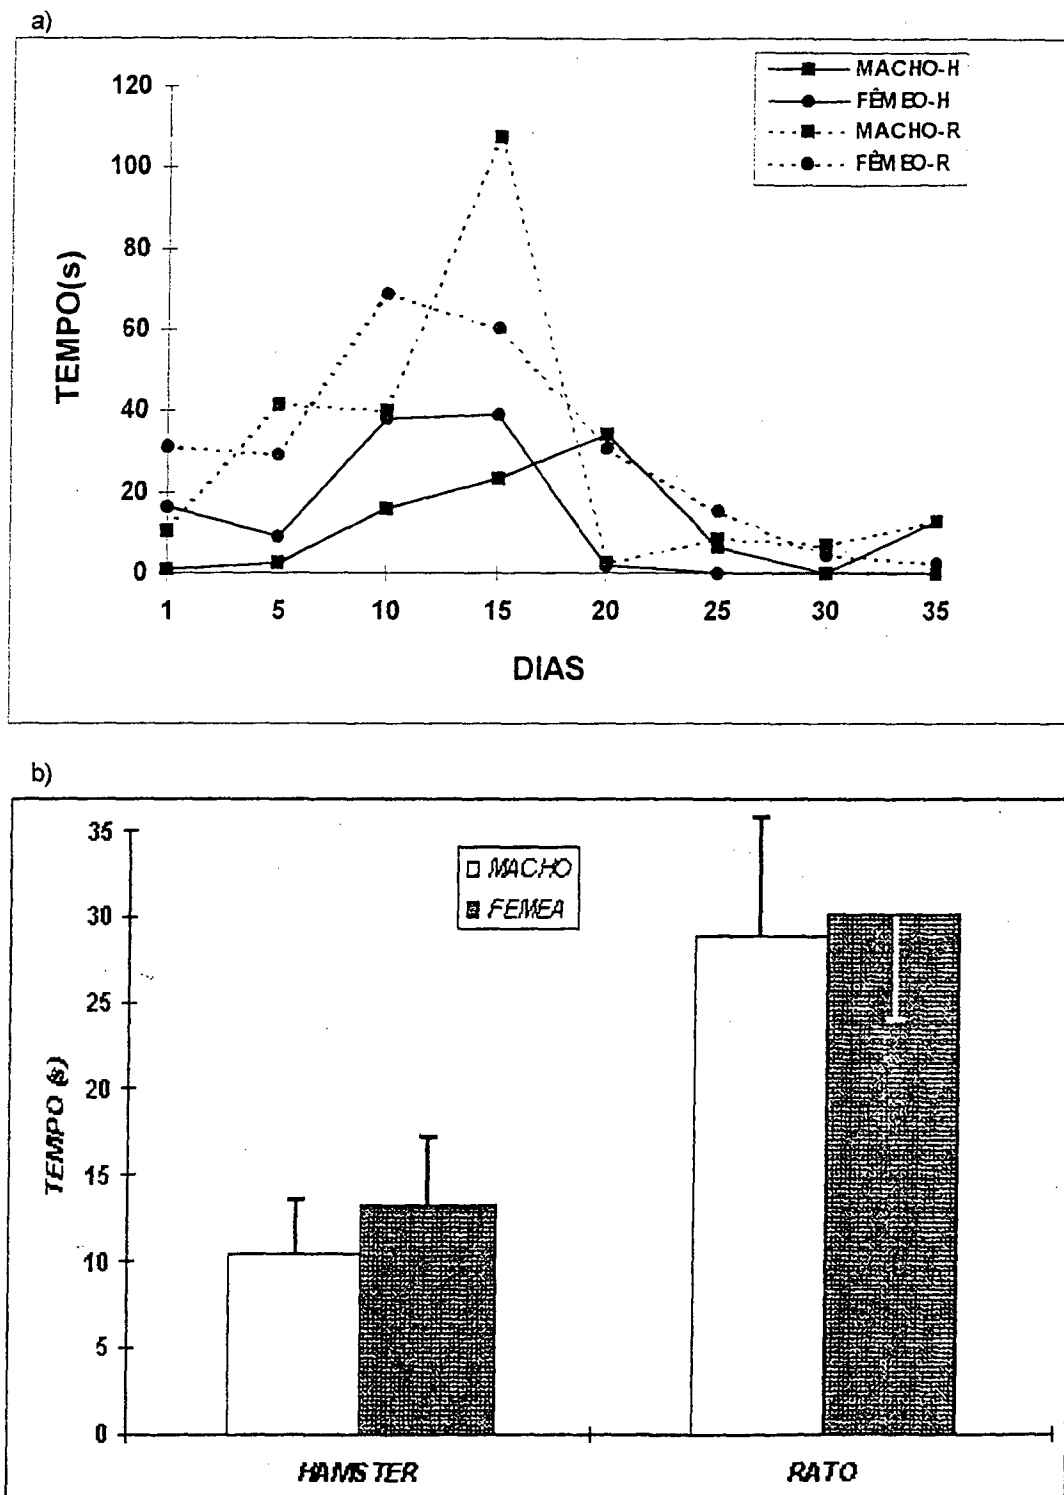 a)
MACHO-H
FÊMEO-H
MACHO-R
FÊMEO-R
120
100
80
60
40
20
0
TEMPO(s)
1 5 10 15 20 25 30 35
DIAS
b)
MACHO
FEMEA
35
30
25
20
15
10
5
0
TEMPO (s)
HAMSTER RATO